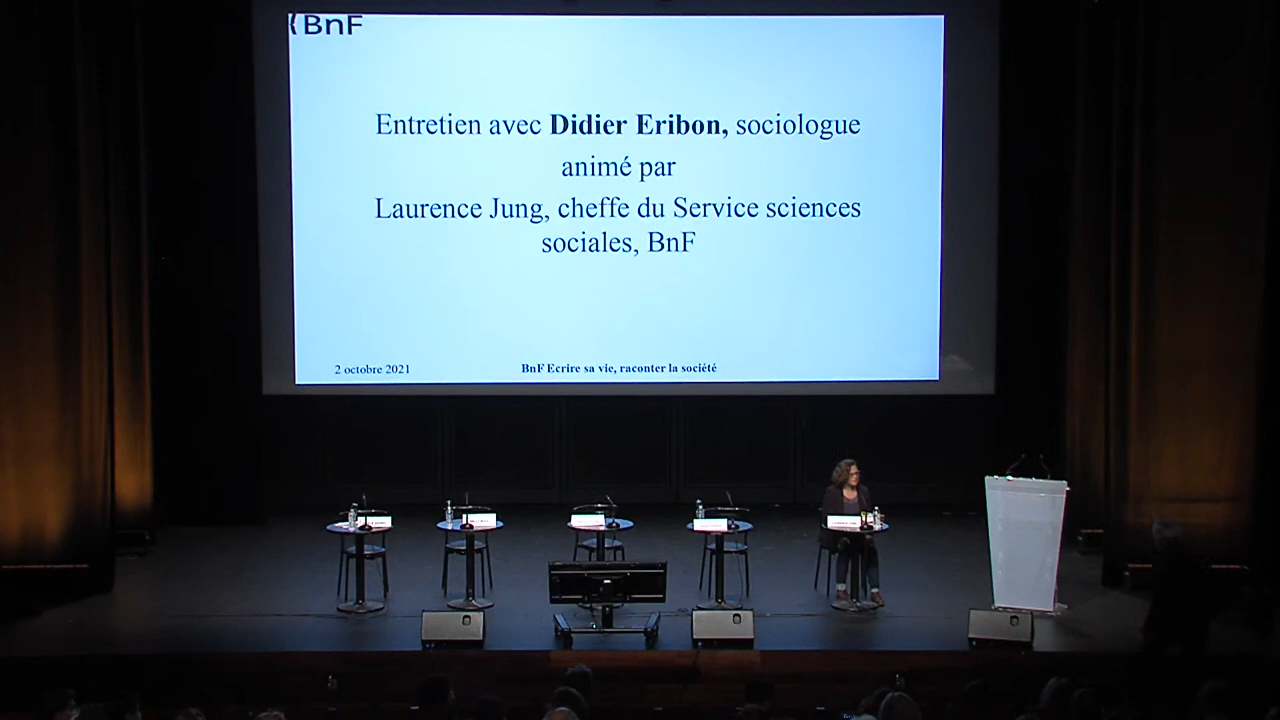 BnF
Entretien avec Didier Eribon, sociologue
animé par
Laurence Jung, cheffe du Service sciences
sociales, BnF
2 octobre 2021
BnF Ecrire sa vie, raconter la société